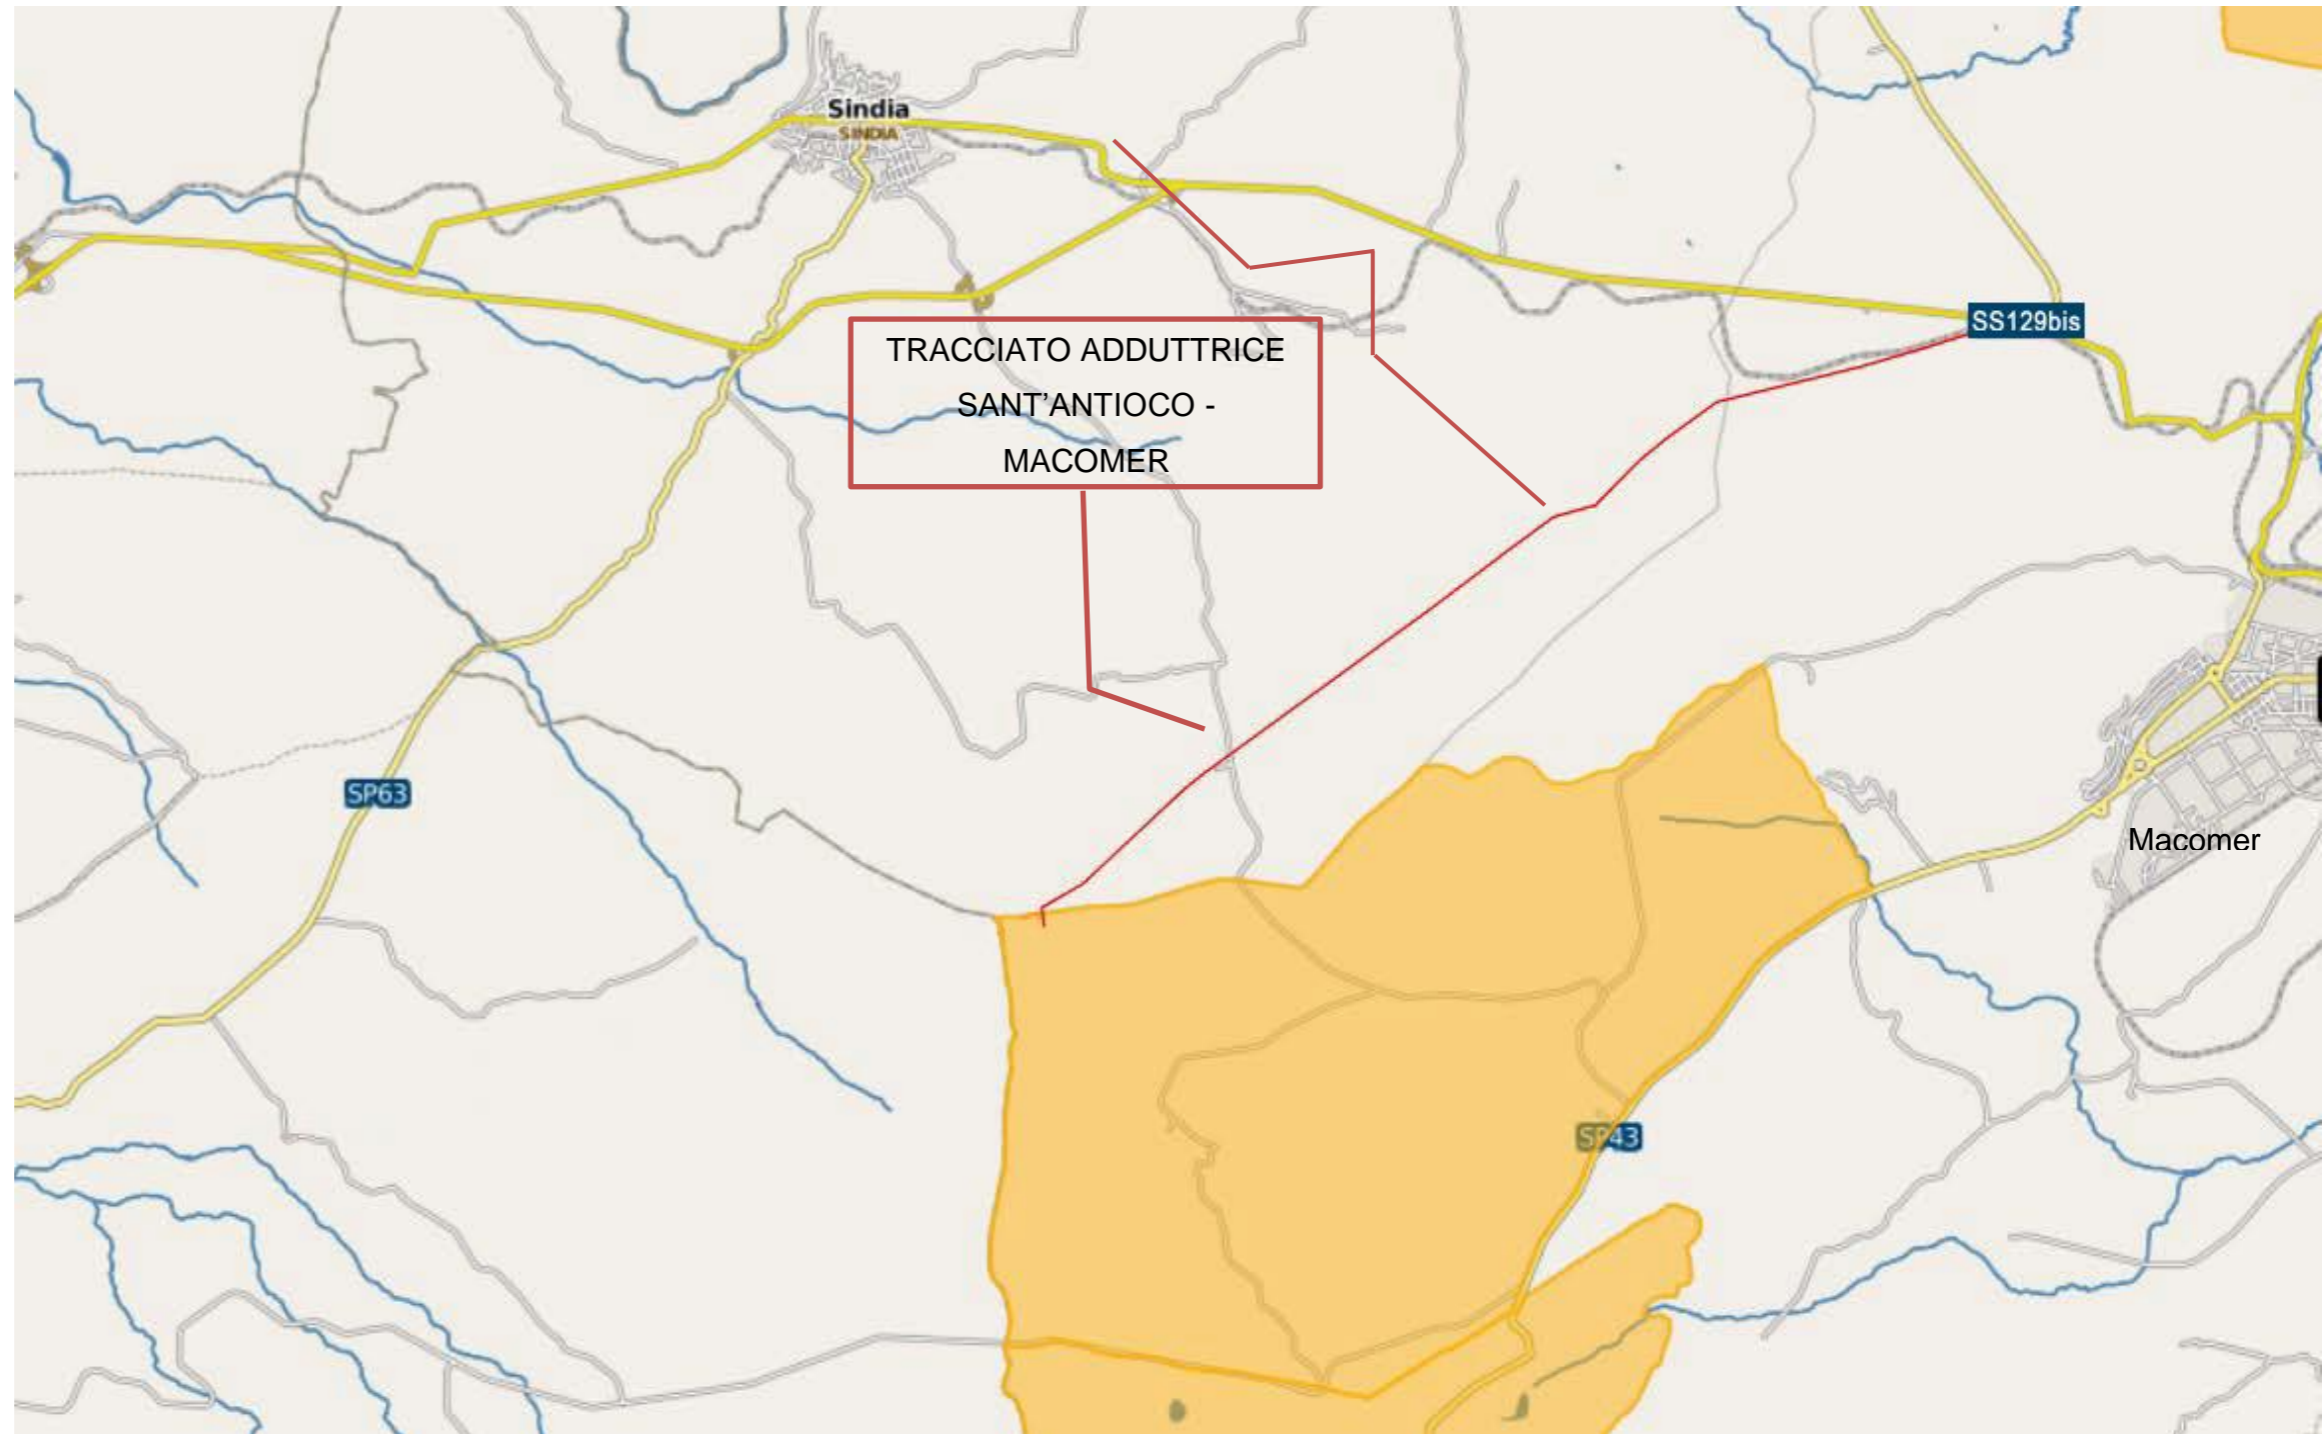 Sindia
SINDIA
SS129bis
TRACCIATO ADDUTTRICE
SANT'ANTIOCO -
MACOMER
SP63
Macomer
SP43